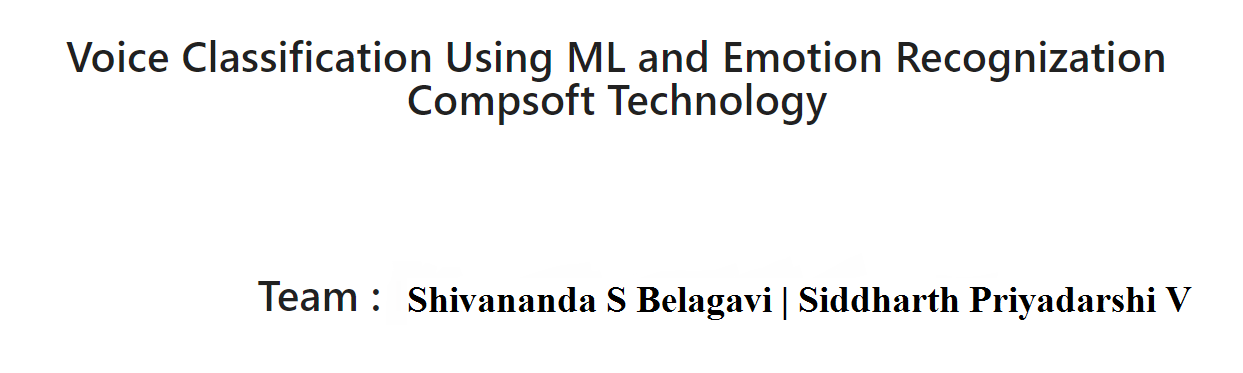 Voice Classification Using ML and Emotion Recognization
Compsoft Technology
Team : Shivananda S Belagavi | Siddharth Priyadarshi V